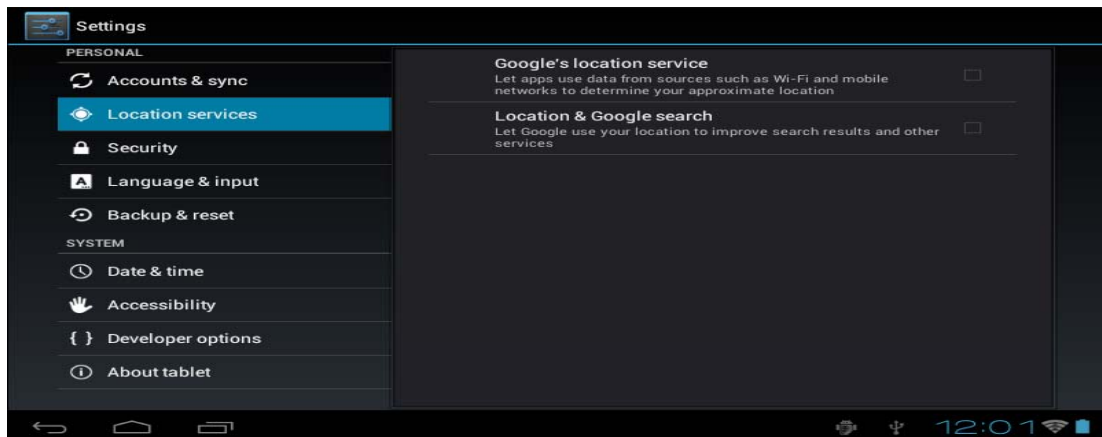 Settings
PERSONAL
Accounts & sync
Location services
Security
Language & input
Backup & reset
SYSTEM
Date & time
Accessibility
{ } Developer options
About tablet
Google's location service
Let apps use data from sources such as Wi-Fi and mobile
networks to determine your approximate location
Location & Google search
Let Google use your location to improve search results and other
services
12:01